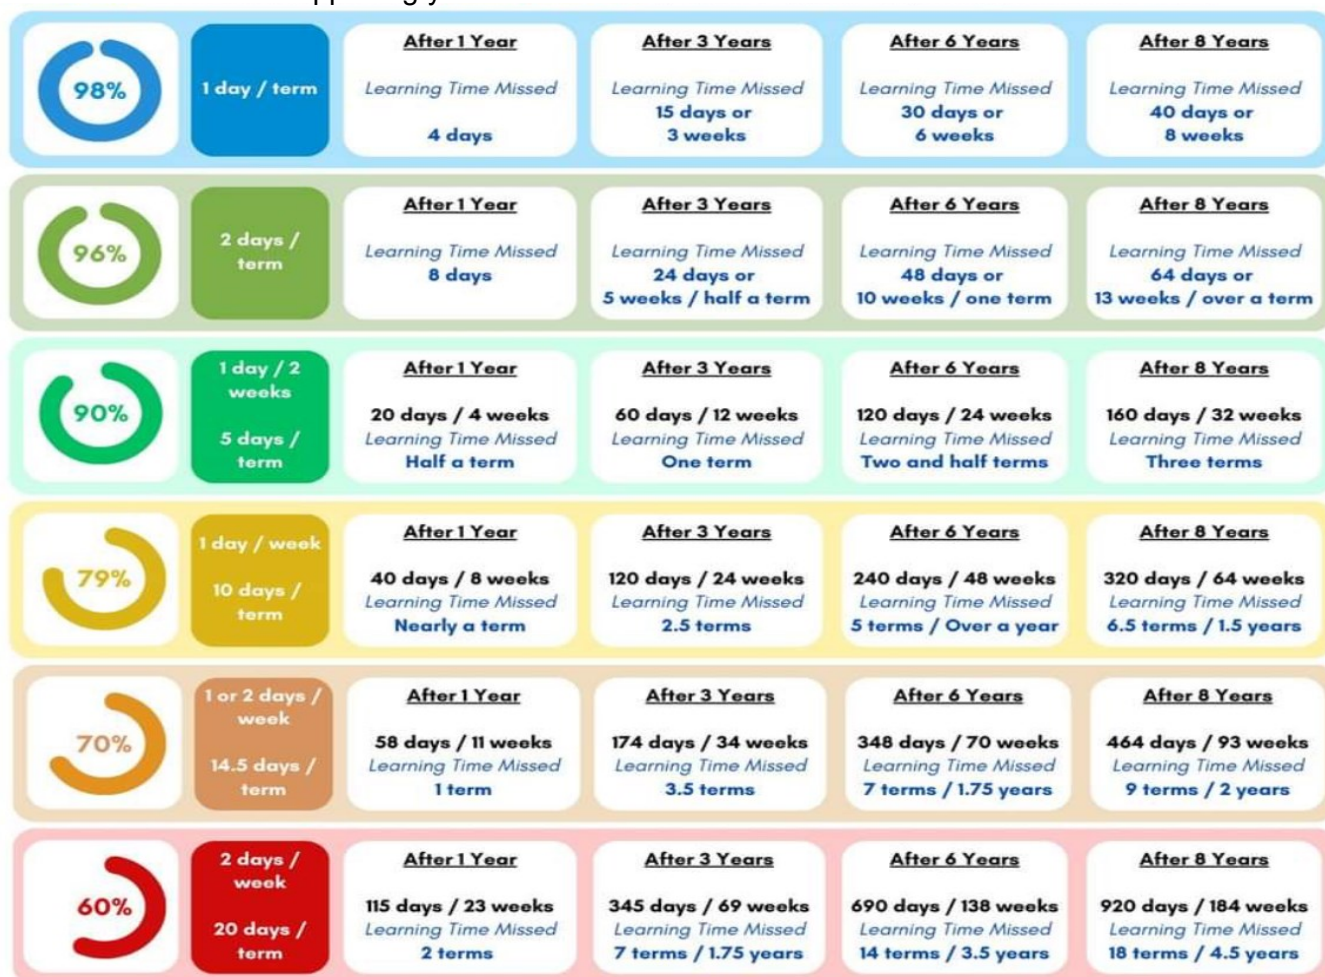 98%
1 day / term
After 1 Year
Learning Time Missed
4 days
After 3 Years
Learning Time Missed
15 days or
3 weeks
After 6 Years
Learning Time Missed
30 days or
6 weeks
After 8 Years
Learning Time Missed
40 days or
8 weeks
96%
2 days /
term
After 1 Year
Learning Time Missed
8 days
After 3 Years
Learning Time Missed
24 days or
5 weeks / half a term
After 6 Years
Learning Time Missed
48 days or
10 weeks / one term
After 8 Years
Learning Time Missed
64 days or
13 weeks / over a term
90%
1 day / 2
weeks
5 days /
term
After 1 Year
20 days / 4 weeks
Learning Time Missed
Half a term
After 3 Years
60 days / 12 weeks
Learning Time Missed
One term
After 6 Years
120 days / 24 weeks
Learning Time Missed
Two and half terms
After 8 Years
160 days / 32 weeks
Learning Time Missed
Three terms
79%
1 day / week
10 days /
term
After 1 Year
40 days / 8 weeks
Learning Time Missed
Nearly a term
After 3 Years
120 days / 24 weeks
Learning Time Missed
2.5 terms
After 6 Years
240 days / 48 weeks
Learning Time Missed
5 terms / Over a year
After 8 Years
320 days / 64 weeks
Learning Time Missed
6.5 terms / 1.5 years
70%
1 or 2 days /
week
14.5 days /
term
After 1 Year
58 days / 11 weeks
Learning Time Missed
1 term
After 3 Years
174 days / 34 weeks
Learning Time Missed
3.5 terms
After 6 Years
348 days / 70 weeks
Learning Time Missed
7 terms / 1.75 years
After 8 Years
464 days / 93 weeks
Learning Time Missed
9 terms / 2 years
60%
2 days /
week
20 days /
term
After 1 Year
115 days / 23 weeks
Learning Time Missed
2 terms
After 3 Years
345 days / 69 weeks
Learning Time Missed
7 terms / 1.75 years
After 6 Years
690 days / 138 weeks
Learning Time Missed
14 terms / 3.5 years
After 8 Years
920 days / 184 weeks
Learning Time Missed
18 terms / 4.5 years